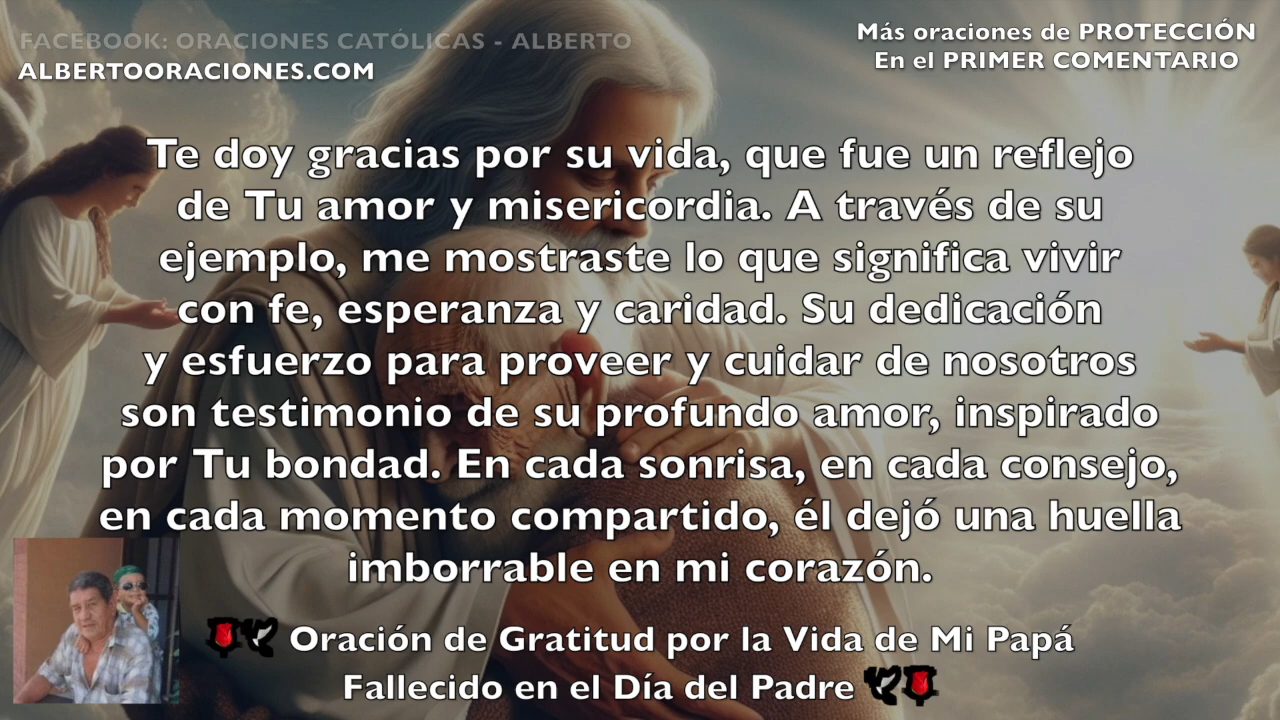 FACEBOOK: ORACIONES CATÓLICAS - ALBERTO
ALBERTOORACIONES.COM
Más oraciones de PROTECCIÓN
En el PRIMER COMENTARIO
Te doy gracias por su vida, que fue un reflejo
de Tu amor y misericordia. A través de su
ejemplo, me mostraste lo que significa vivir
con fe, esperanza y caridad. Su dedicación
y esfuerzo para proveer y cuidar de nosotros
son testimonio de su profundo amor, inspirado
por Tu bondad. En cada sonrisa, en cada consejo,
en cada momento compartido, él dejó una huella
imborrable en mi corazón.
Oración de Gratitud por la Vida de Mi Papá
Fallecido en el Día del Padre